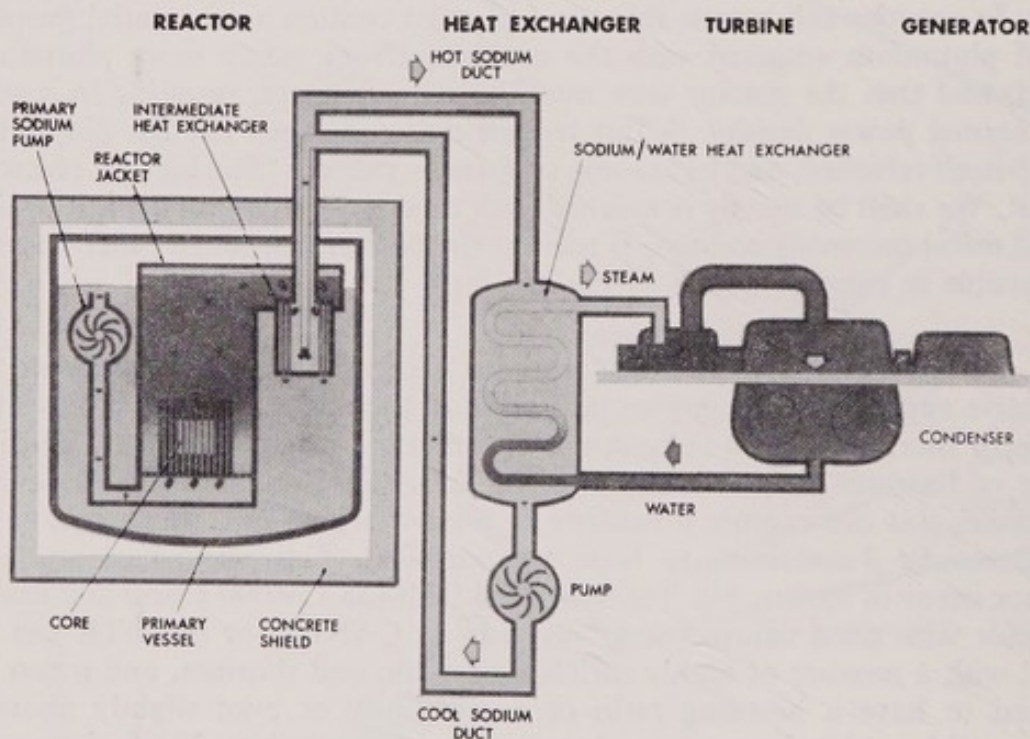 REACTOR
HEAT EXCHANGER
TURBINE
GENERATOR
HOT SODIUM
DUCT
PRIMARY
SODIUM
PUMP
INTERMEDIATE
HEAT EXCHANGER
REACTOR
JACKET
SODIUM/WATER HEAT EXCHANGER
STEAM
CONDENSER
WATER
PUMP
CORE
PRIMARY
VESSEL
CONCRETE
SHIELD
COOL SODIUM
DUCT